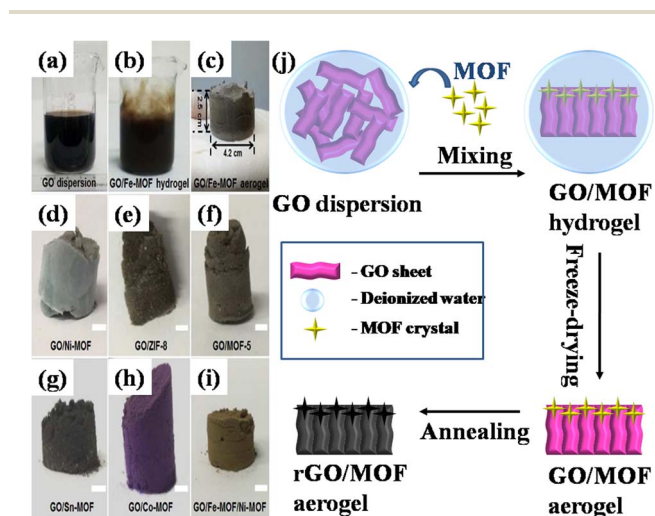 (a)
(b)
(c)
2.5 cm
4.2 cm
GO dispersion
GO/Fe-MOF hydrogel
GO/Fe-MOF aerogel
(d)
(e)
(f)
GO/Ni-MOF
GO/ZIF-8
GO/MOF-5
(g)
(h)
(i)
GO/Sn-MOF
GO/Co-MOF
GO/Fe-MOF/Ni-MOF
(j)
MOF
Mixing
GO dispersion
GO/MOF
hydrogel
- GO sheet
- Deionized water
- MOF crystal
Freeze-drying
Annealing
rGO/MOF
aerogel
GO/MOF
aerogel